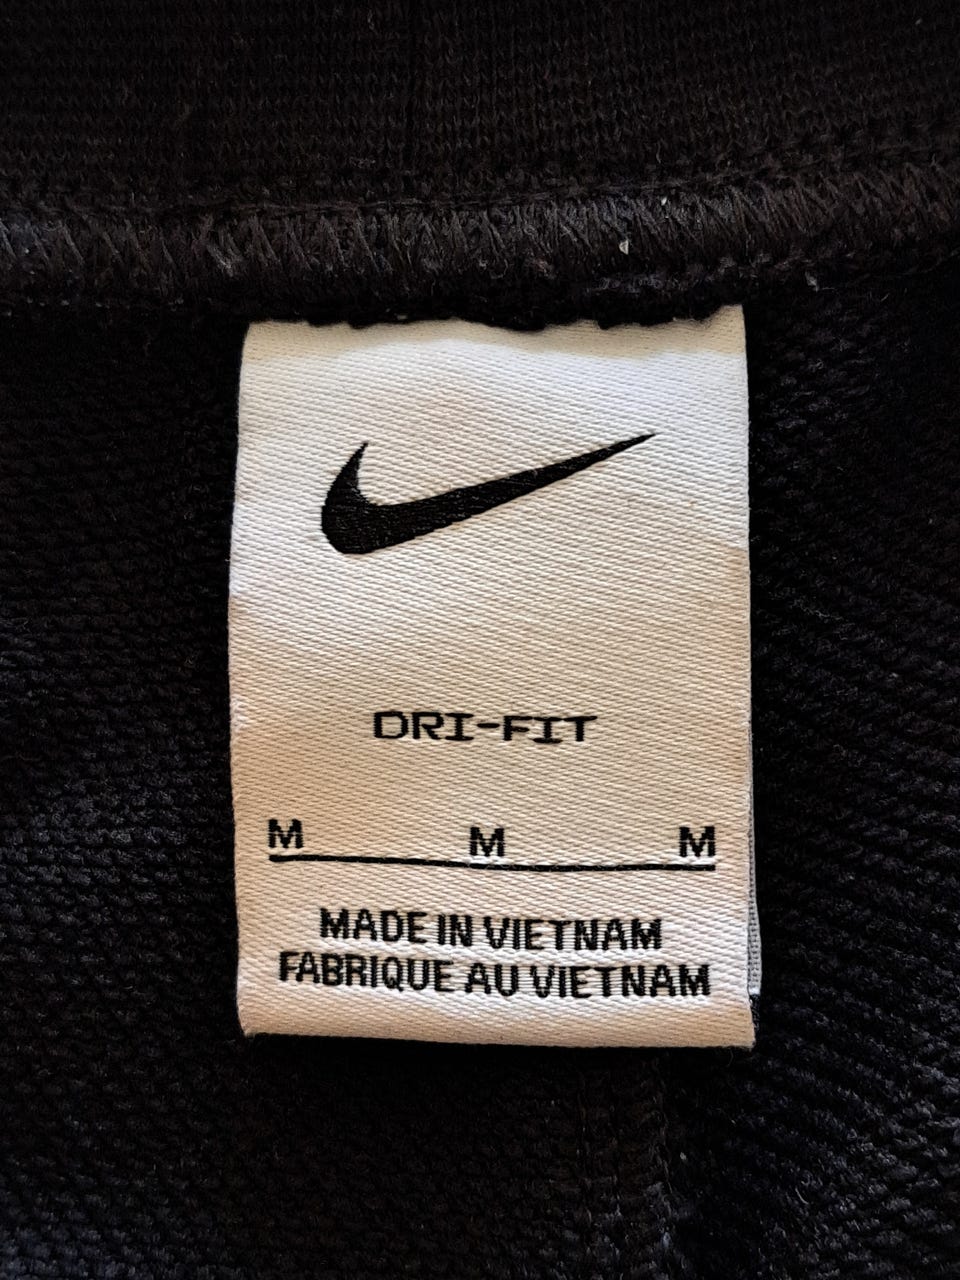 DRI-FIT
M M M
MADE IN VIETNAM
FABRIQUE AU VIETNAM